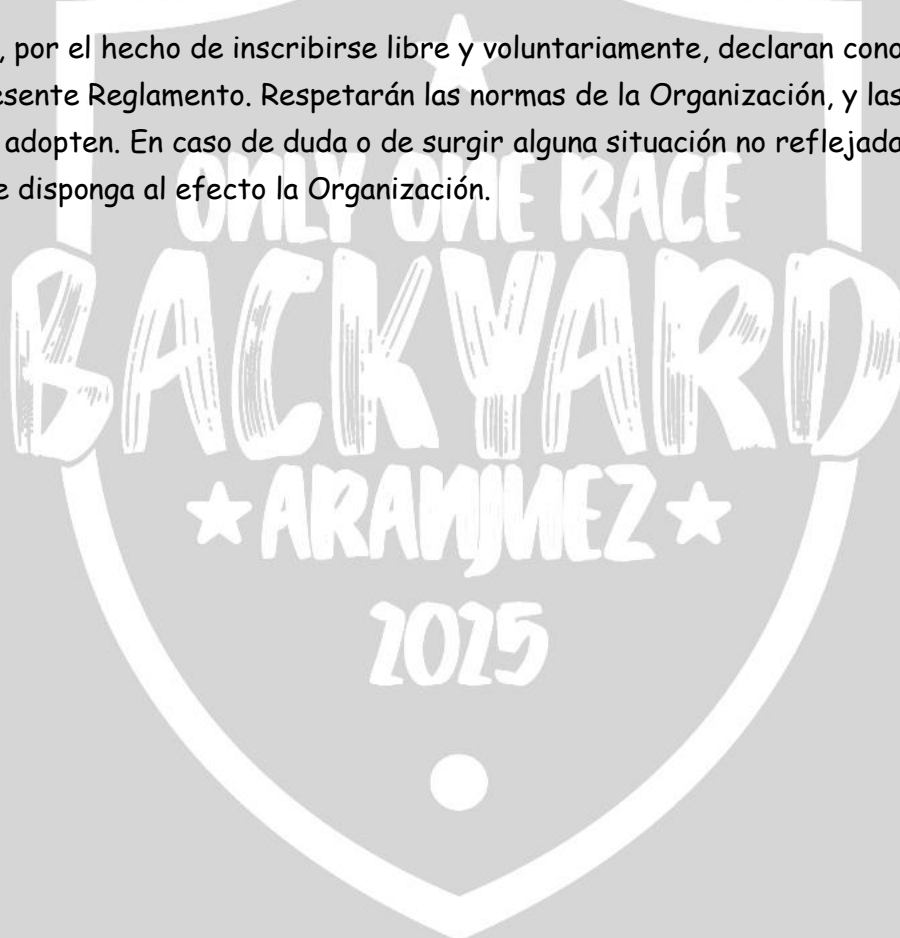 , por el hecho de inscribirse libre y voluntariamente, declaran cono
esente Reglamento. Respetarán las normas de la Organización, y las
adopten. En caso de duda o de surgir alguna situación no reflejada
e disponga al efecto la Organización.
ONLY ONE RACE
BACKYARD
ARANJUEZ
2025